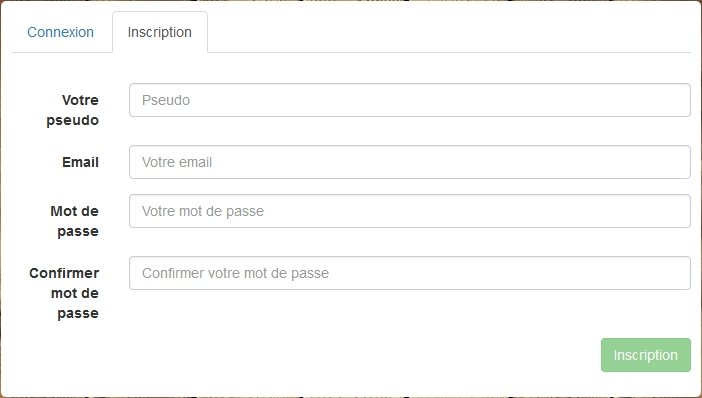 Connexion Inscription
Votre pseudo Pseudo
Email Votre email
Mot de passe Votre mot de passe
Confirmer mot de passe Confirmer votre mot de passe
Inscription